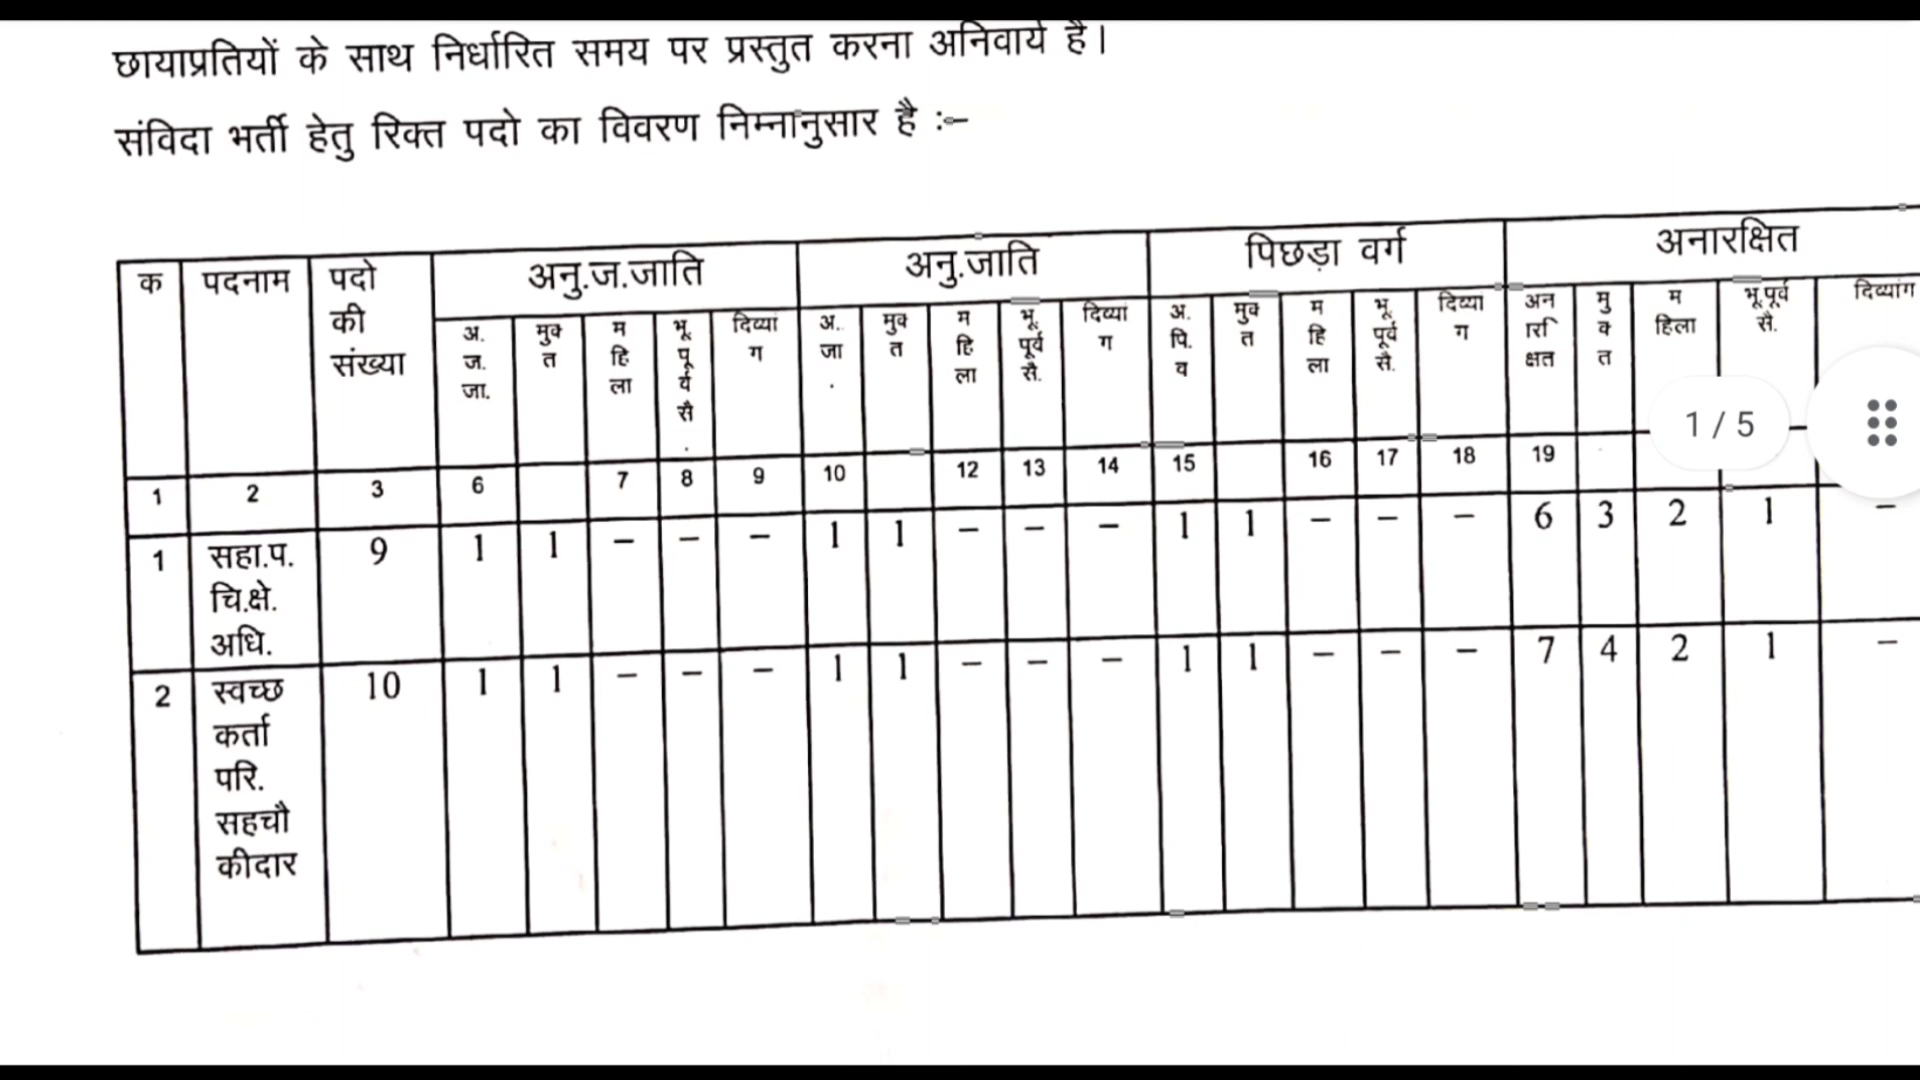 छायाप्रतियों के साथ निर्धारित समय पर प्रस्तुत करना अनिवार्य है।
संविदा भर्ती हेतु रिक्त पदो का विवरण निम्नानुसार है :–
क पदनाम पदो की संख्या अनु.ज.जाति अनु.जाति पिछड़ा वर्ग अनारक्षित
अ.ज.जा. मुक्त महिला भू.पूर्व सै. दिव्यांग अ..जा. मुक्त महिला भू.पूर्व सै. दिव्यांग अ.पि.व मुक्त महिला भू.पूर्व सै. दिव्यांग अनारक्षित मुक्त महिला भू.पूर्व सै. दिव्यांग
1 / 5
1 2 3 6 7 8 9 10 12 13 14 15 16 17 18 19
1 सहा.प. 9 1 1 – – – 1 1 – – – 1 1 – – – 6 3 2 1 –
चि.क्षे.
अधि.
2 स्वच्छ 10 1 1 – – – 1 1 – – – 1 1 – – – 7 4 2 1 –
कर्ता
परि.
सहचौ
कीदार